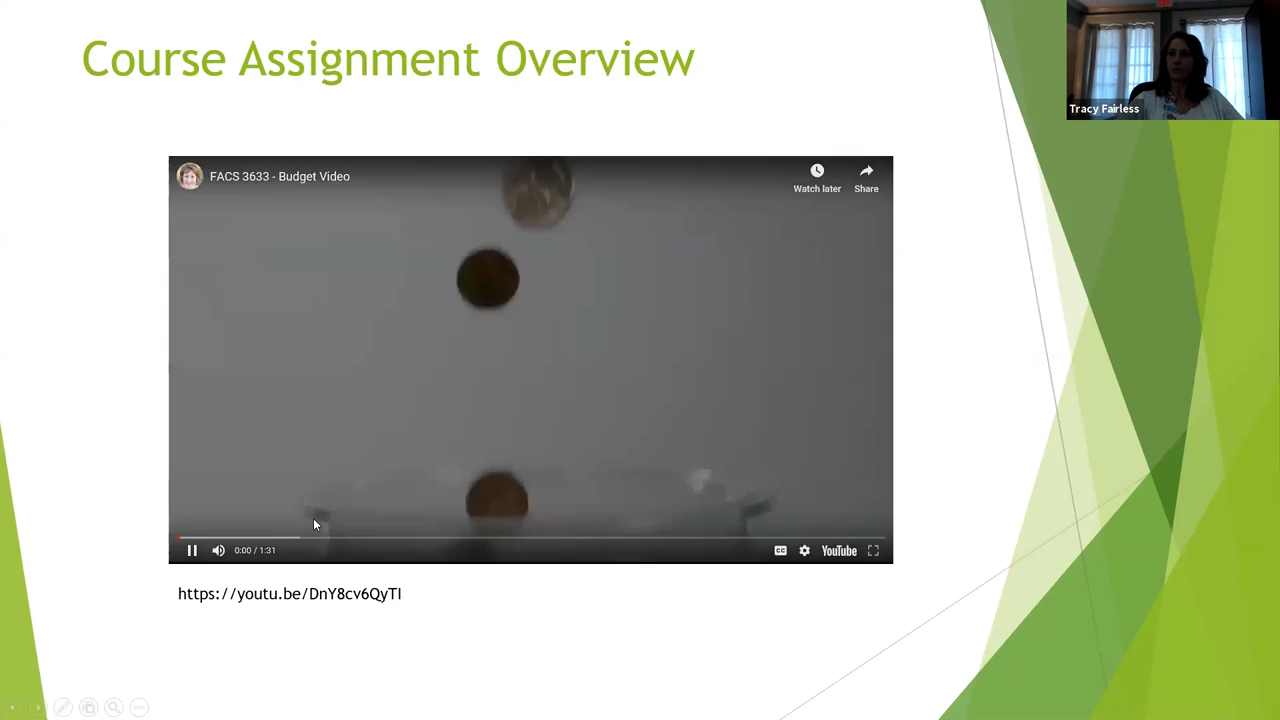 Course Assignment Overview
Tracy Fairless
FACS 3633 - Budget Video
Watch later
Share
0:00 / 1:31
CC
YouTube
https://youtu.be/DnY8cv6QyTI